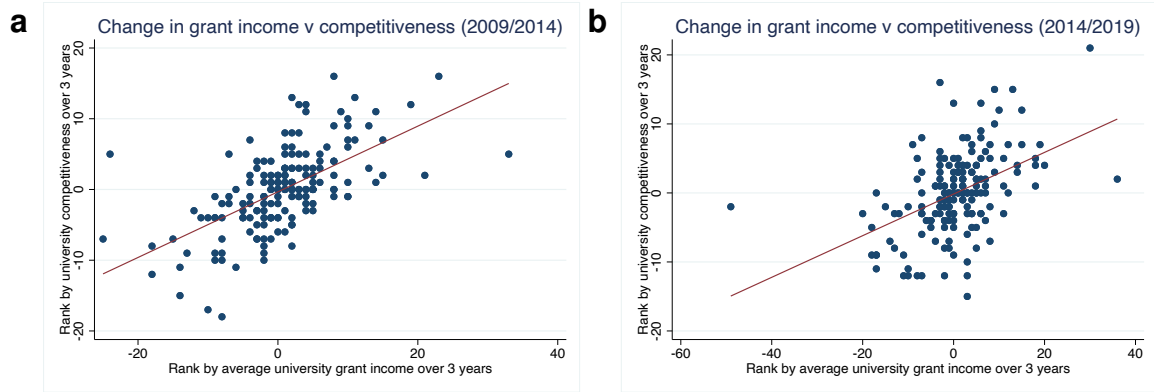 a
Change in grant income v competitiveness (2009/2014)
Rank by university competitiveness over 3 years
20
10
0
-10
-20
-20
0
20
40
Rank by average university grant income over 3 years
b
Change in grant income v competitiveness (2014/2019)
Rank by university competitiveness over 3 years
20
10
0
-10
-20
-60
-40
-20
0
20
40
Rank by average university grant income over 3 years